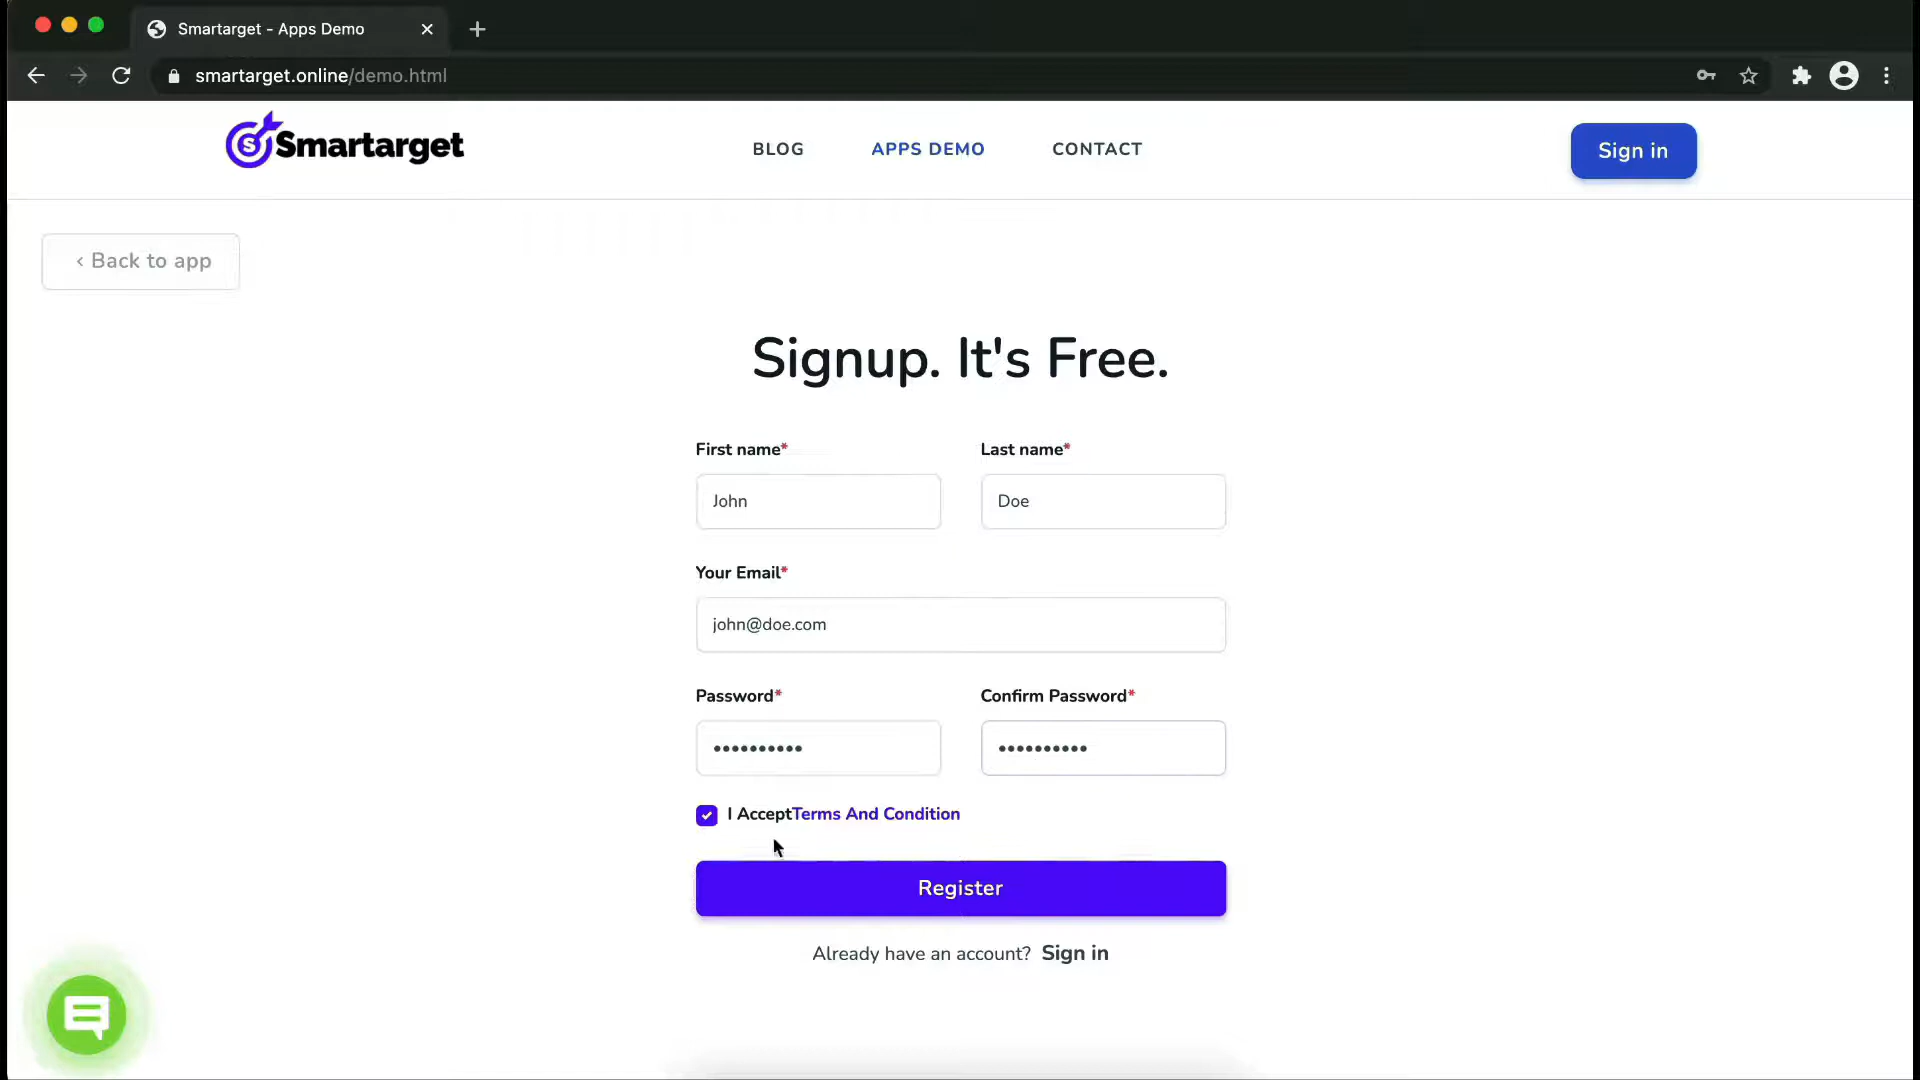 Smartarget - Apps Demo
smartarget.online/demo.html
Smartarget
BLOG
APPS DEMO
CONTACT
Sign in
‹ Back to app
Signup. It's Free.
First name*
Last name*
John
Doe
Your Email*
john@doe.com
Password*
Confirm Password*
••••••••••
••••••••••
I AcceptTerms And Condition
Register
Already have an account? Sign in